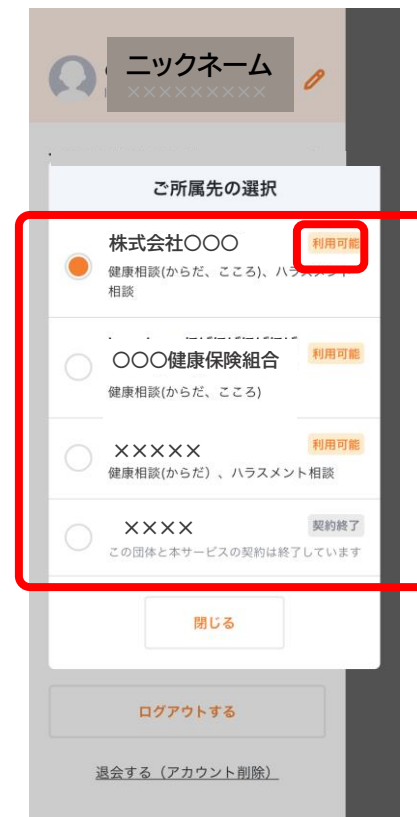 ニックネーム
×××××××××
ご所属先の選択
株式会社〇〇〇
利用可能
健康相談(からだ、こころ)、ハラスメント
相談
〇〇〇健康保険組合
利用可能
健康相談(からだ、こころ)
×××××
利用可能
健康相談(からだ）、ハラスメント相談
××××
契約終了
この団体と本サービスの契約は終了しています
閉じる
ログアウトする
退会する（アカウント削除）